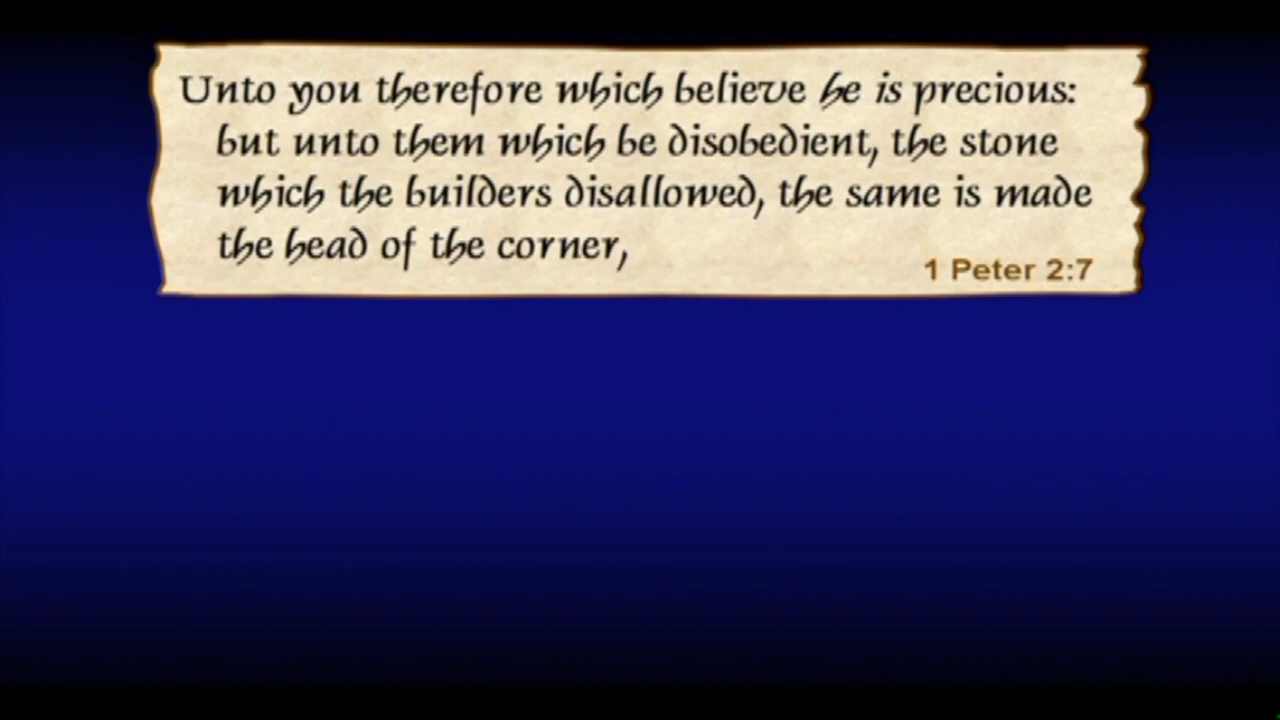 Unto you therefore which believe he is precious:
but unto them which be disobedient, the stone
which the builders disallowed, the same is made
the head of the corner,
1 Peter 2:7